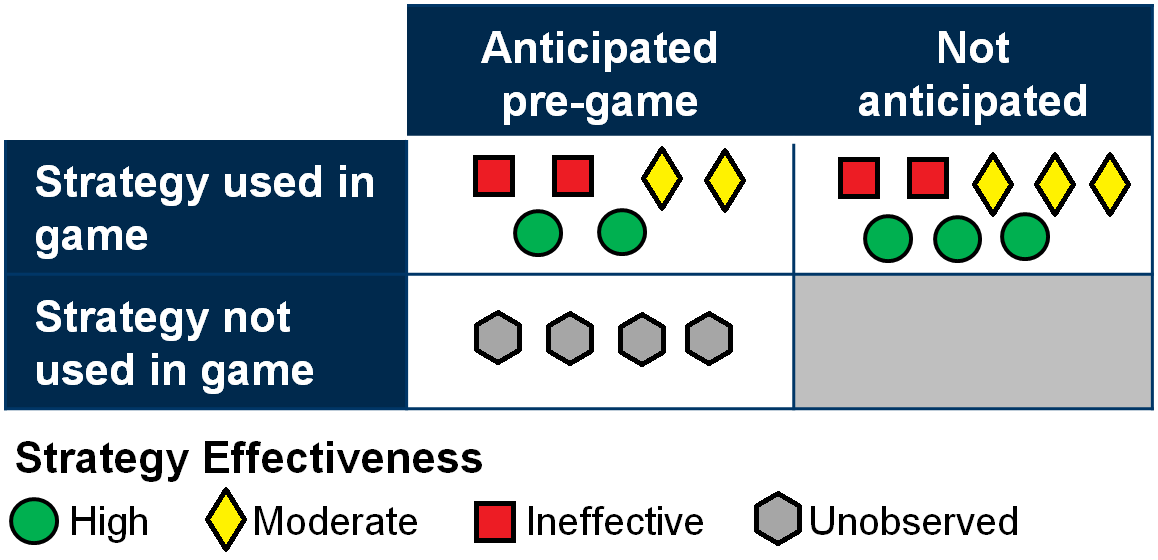 Anticipated
pre-game
Not
anticipated
Strategy used in
game
Strategy not
used in game
Strategy Effectiveness
High
Moderate
Ineffective
Unobserved